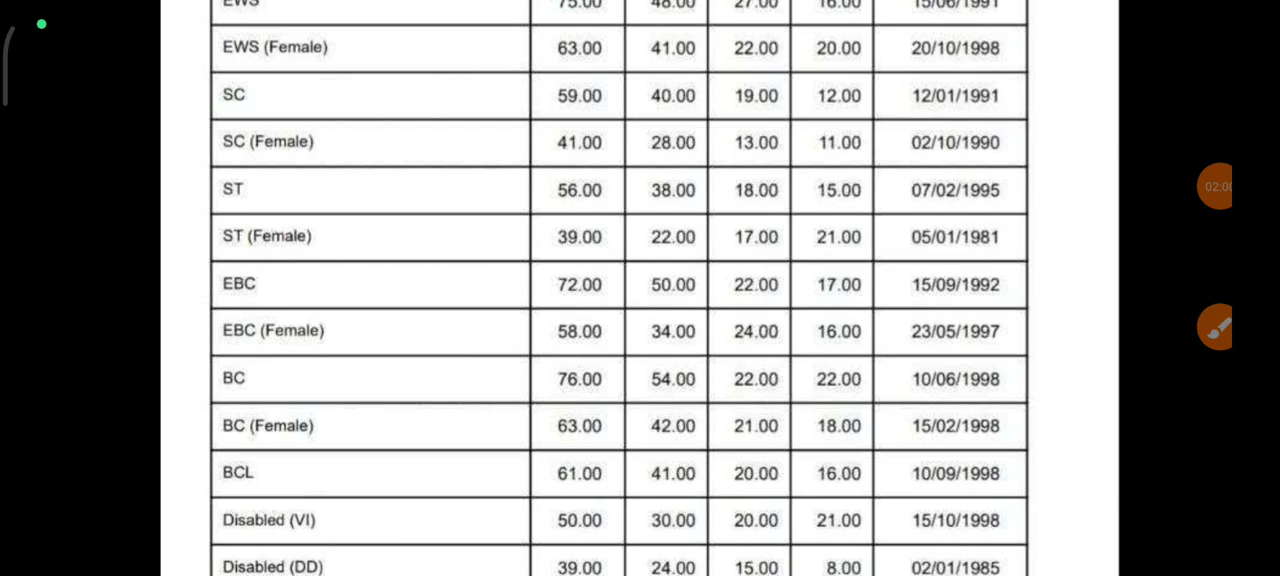 EWS 75.00 48.00 27.00 16.00 15/06/1991
EWS (Female) 63.00 41.00 22.00 20.00 20/10/1998
SC 59.00 40.00 19.00 12.00 12/01/1991
SC (Female) 41.00 28.00 13.00 11.00 02/10/1990
ST 56.00 38.00 18.00 15.00 07/02/1995
ST (Female) 39.00 22.00 17.00 21.00 05/01/1981
EBC 72.00 50.00 22.00 17.00 15/09/1992
EBC (Female) 58.00 34.00 24.00 16.00 23/05/1997
BC 76.00 54.00 22.00 22.00 10/06/1998
BC (Female) 63.00 42.00 21.00 18.00 15/02/1998
BCL 61.00 41.00 20.00 16.00 10/09/1998
Disabled (VI) 50.00 30.00 20.00 21.00 15/10/1998
Disabled (DD) 39.00 24.00 15.00 8.00 02/01/1985